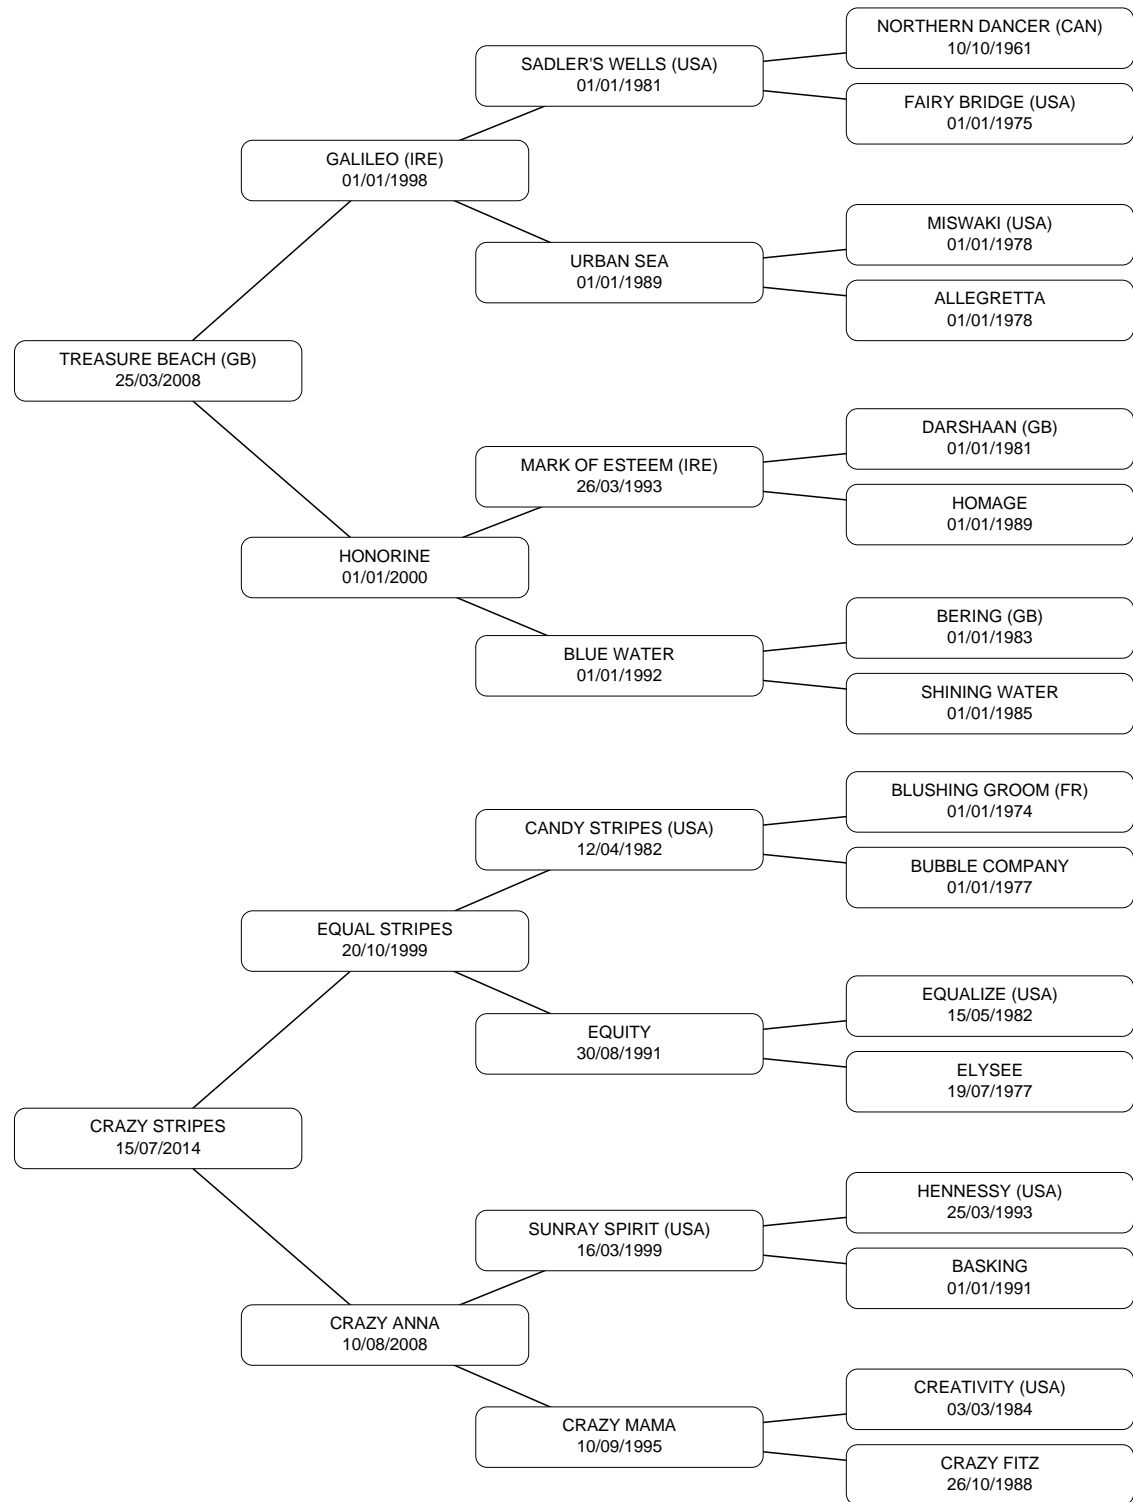 NORTHERN DANCER (CAN)
10/10/1961
SADLER'S WELLS (USA)
01/01/1981
FAIRY BRIDGE (USA)
01/01/1975
GALILEO (IRE)
01/01/1998
MISWAKI (USA)
01/01/1978
URBAN SEA
01/01/1989
ALLEGRETTA
01/01/1978
TREASURE BEACH (GB)
25/03/2008
DARSHAAN (GB)
01/01/1981
MARK OF ESTEEM (IRE)
26/03/1993
HOMAGE
01/01/1989
HONORINE
01/01/2000
BERING (GB)
01/01/1983
BLUE WATER
01/01/1992
SHINING WATER
01/01/1985
BLUSHING GROOM (FR)
01/01/1974
CANDY STRIPES (USA)
12/04/1982
BUBBLE COMPANY
01/01/1977
EQUAL STRIPES
20/10/1999
EQUALIZE (USA)
15/05/1982
EQUITY
30/08/1991
ELYSEE
19/07/1977
CRAZY STRIPES
15/07/2014
HENNESSY (USA)
25/03/1993
SUNRAY SPIRIT (USA)
16/03/1999
BASKING
01/01/1991
CRAZY ANNA
10/08/2008
CREATIVITY (USA)
03/03/1984
CRAZY MAMA
10/09/1995
CRAZY FITZ
26/10/1988